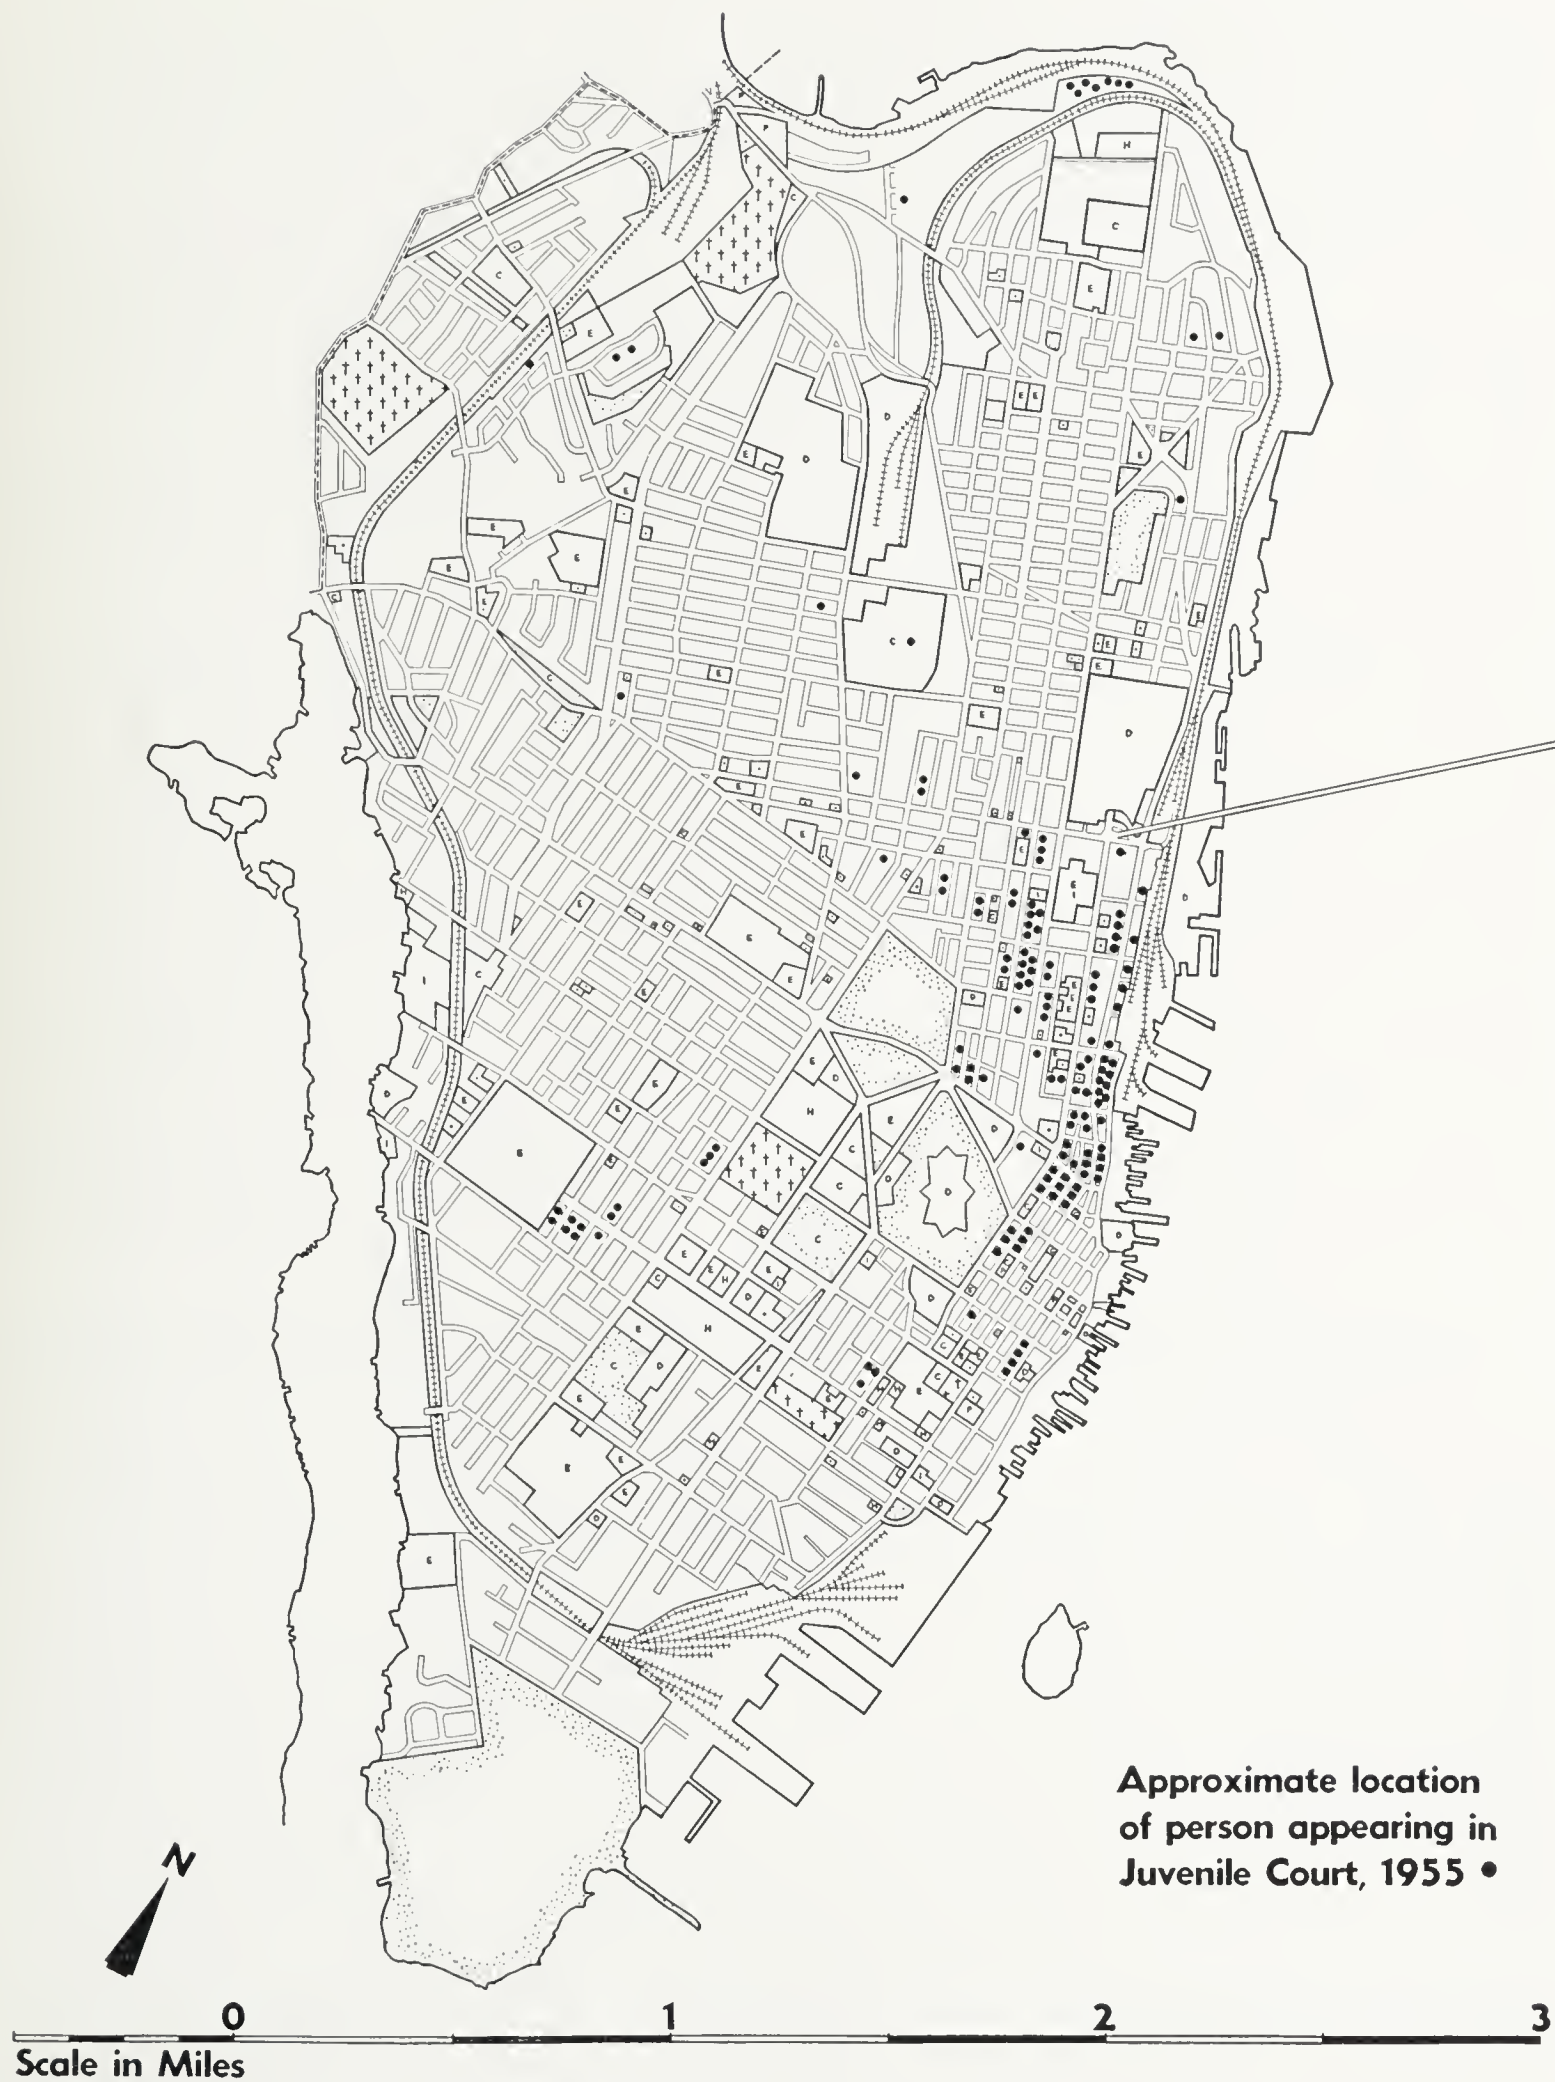 Approximate location
of person appearing in
Juvenile Court, 1955 •
N
0 1 2 3
Scale in Miles